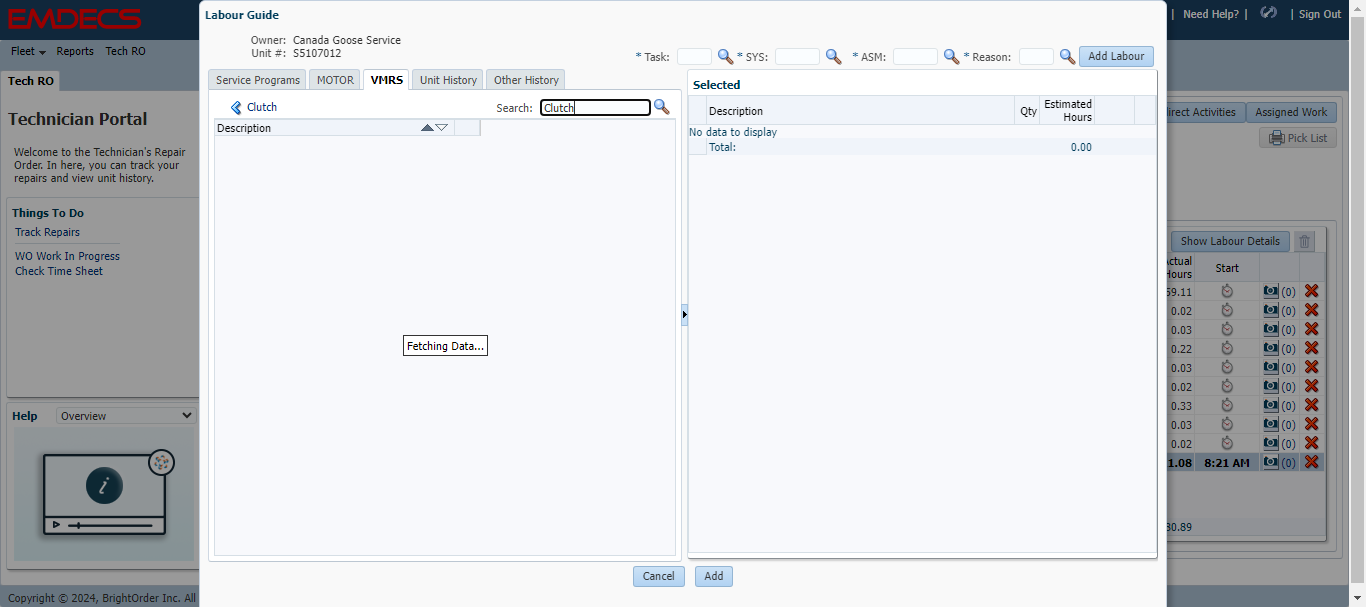 EMDECS
Need Help? |
| Sign Out
Fleet
Reports
Tech RO
Tech RO
Technician Portal
Welcome to the Technician's Repair
Order. In here, you can track your
repairs and view unit history.
Things To Do
Track Repairs
WO Work In Progress
Check Time Sheet
Help
Overview
Copyright © 2024, BrightOrder Inc. All
Labour Guide
Owner: Canada Goose Service
Unit #: S5107012
* Task:
* SYS:
* ASM:
* Reason:
Add Labour
Service Programs
MOTOR
VMRS
Unit History
Other History
Clutch
Search: Clutch
Description
Fetching Data...
Selected
Description
Qty
Estimated
Hours
No data to display
Total: 0.00
Cancel
Add
irect Activities
Assigned Work
Pick List
Show Labour Details
Actual
Hours
Start
59.11 (0)
0.02 (0)
0.03 (0)
0.22 (0)
0.03 (0)
0.02 (0)
0.33 (0)
0.03 (0)
0.02 (0)
1.08 8:21 AM (0)
30.89